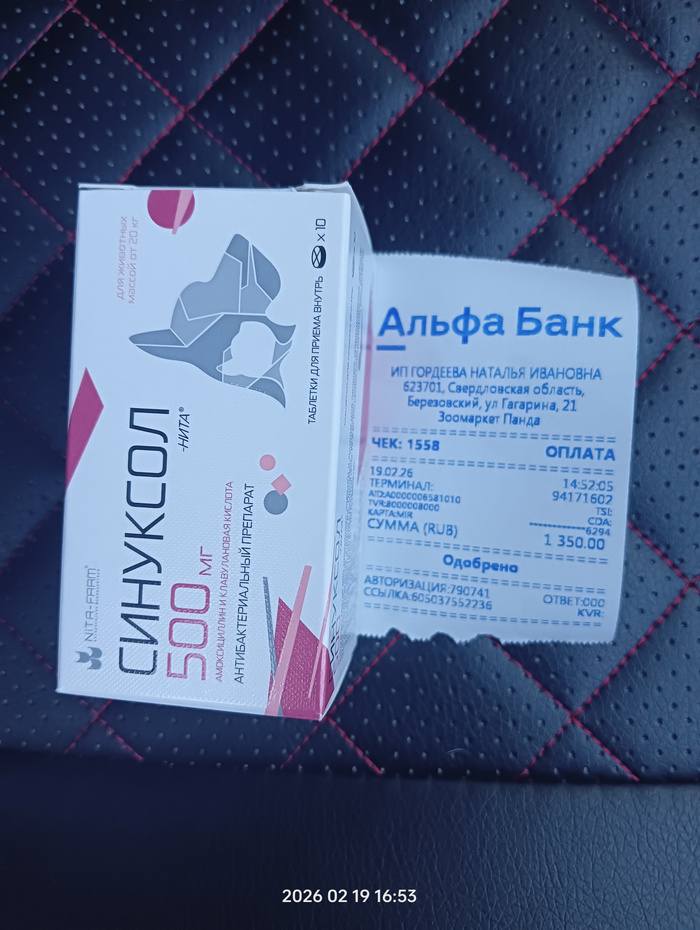 для животных
массой от 20 кг
N.I.T.A-FARM®
СИНУКСОЛ
-НИТА®
500 мг
АМОКСИЦИЛЛИН И КЛАВУЛАНОВАЯ КИСЛОТА
АНТИБАКТЕРИАЛЬНЫЙ ПРЕПАРАТ
ТАБЛЕТКИ ДЛЯ ПРИЕМА ВНУТРЬ x 10
Альфа Банк
ИП ГОРДЕЕВА НАТАЛЬЯ ИВАНОВНА
623701, Свердловская область,
Березовский, ул Гагарина, 21
Зоомаркет Панда
ЧЕК: 1558 ОПЛАТА
19.02.26 14:52:05
ТЕРМИНАЛ: 94171602
AID:A0000006581010 TSI:
TVR:8000008000 CDA:
КАРТА:MIR ************6294
СУММА (RUB) 1 350.00
Одобрено
АВТОРИЗАЦИЯ:790741 ОТВЕТ:000
ССЫЛКА:605037552236 KVR:
2026 02 19 16:53